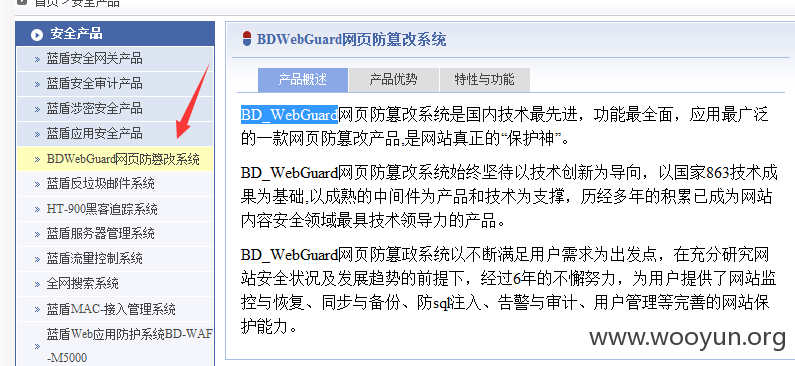 首页 > 安全产品
安全产品
蓝盾安全网关产品
蓝盾安全审计产品
蓝盾涉密安全产品
蓝盾应用安全产品
BDWebGuard网页防篡改系统
蓝盾反垃圾邮件系统
HT-900黑客追踪系统
蓝盾服务器管理系统
蓝盾流量控制系统
全网搜索系统
蓝盾MAC-接入管理系统
蓝盾Web应用防护系统BD-WAF
-M5000
BDWebGuard网页防篡改系统
产品概述 产品优势 特性与功能
BD_WebGuard网页防篡改系统是国内技术最先进，功能最全面，应用最广泛
的一款网页防篡改产品,是网站真正的“保护神”。
BD_WebGuard网页防篡改系统始终坚待以技术创新为导向，以国家863技术成
果为基础,以成熟的中间件为产品和技术为支撑，历经多年的积累已成为网站
内容安全领域最具技术领导力的产品。
BD_WebGuard网页防篡政系统以不断满足用户需求为出发点，在充分研究网
站安全状况及发展趋势的前提下，经过6年的不懈努力，为用户提供了网站监
控与恢复、同步与备份、防sql注入、告警与审计、用户管理等完善的网站保
护能力。
www.wooyun.org